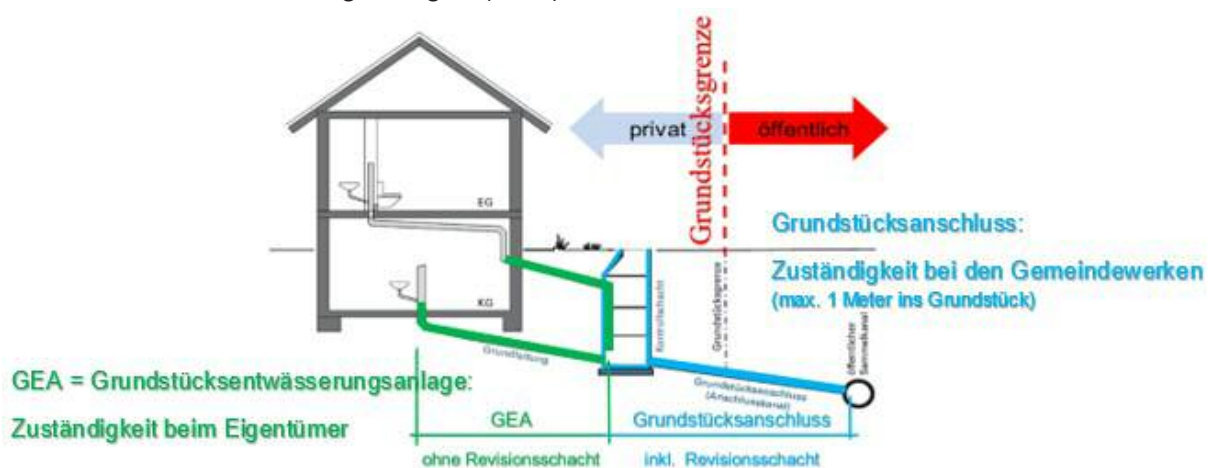 Grundstücksgrenze
privat
öffentlich
EG
Grundstücksanschluss:
Zuständigkeit bei den Gemeindewerken
(max. 1 Meter ins Grundstück)
KG
Kontrollschacht
Grundstücksgrenze
öffentlicher
Sammelkanal
Grundleitung
Grundstücksanschluss
(Anschlusskanal)
GEA = Grundstücksentwässerungsanlage:
Zuständigkeit beim Eigentümer
GEA
Grundstücksanschluss
ohne Revisionsschacht
inkl. Revisionsschacht